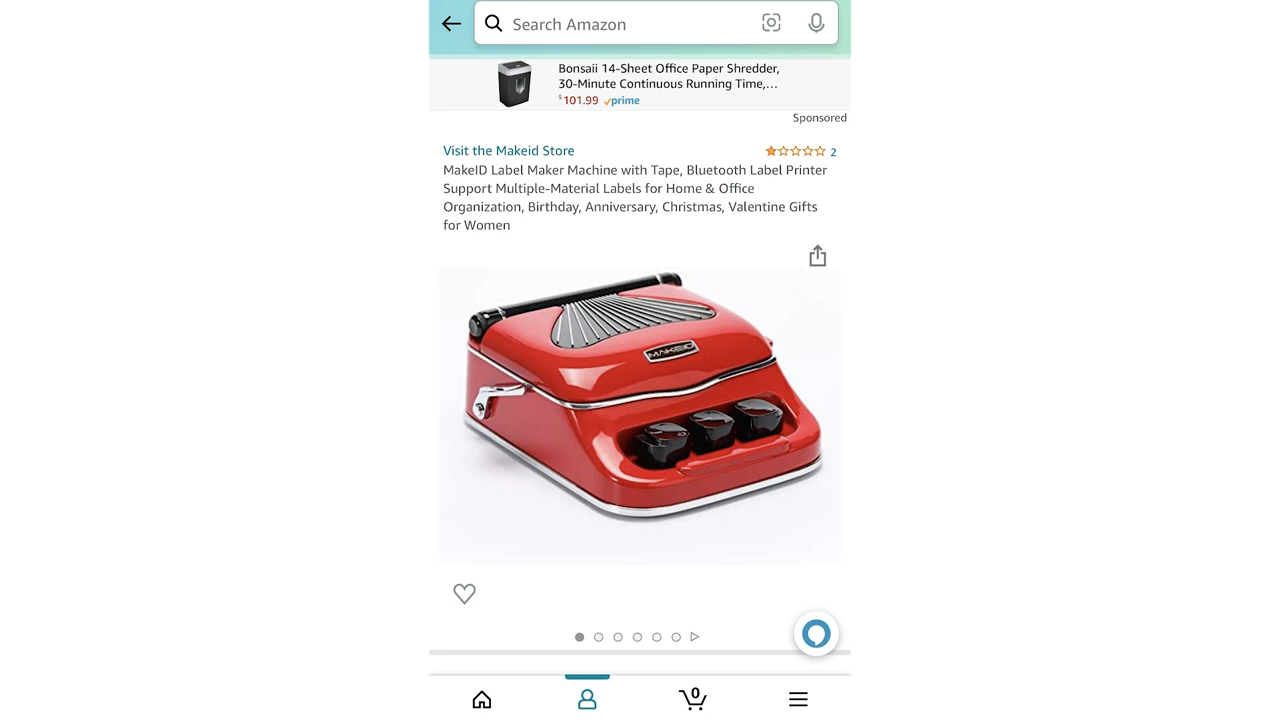 Search Amazon
Bonsaii 14-Sheet Office Paper Shredder,
30-Minute Continuous Running Time,...
$101.99 prime
Sponsored
Visit the Makeid Store
2
MakeID Label Maker Machine with Tape, Bluetooth Label Printer
Support Multiple-Material Labels for Home & Office
Organization, Birthday, Anniversary, Christmas, Valentine Gifts
for Women
MAKEID
0